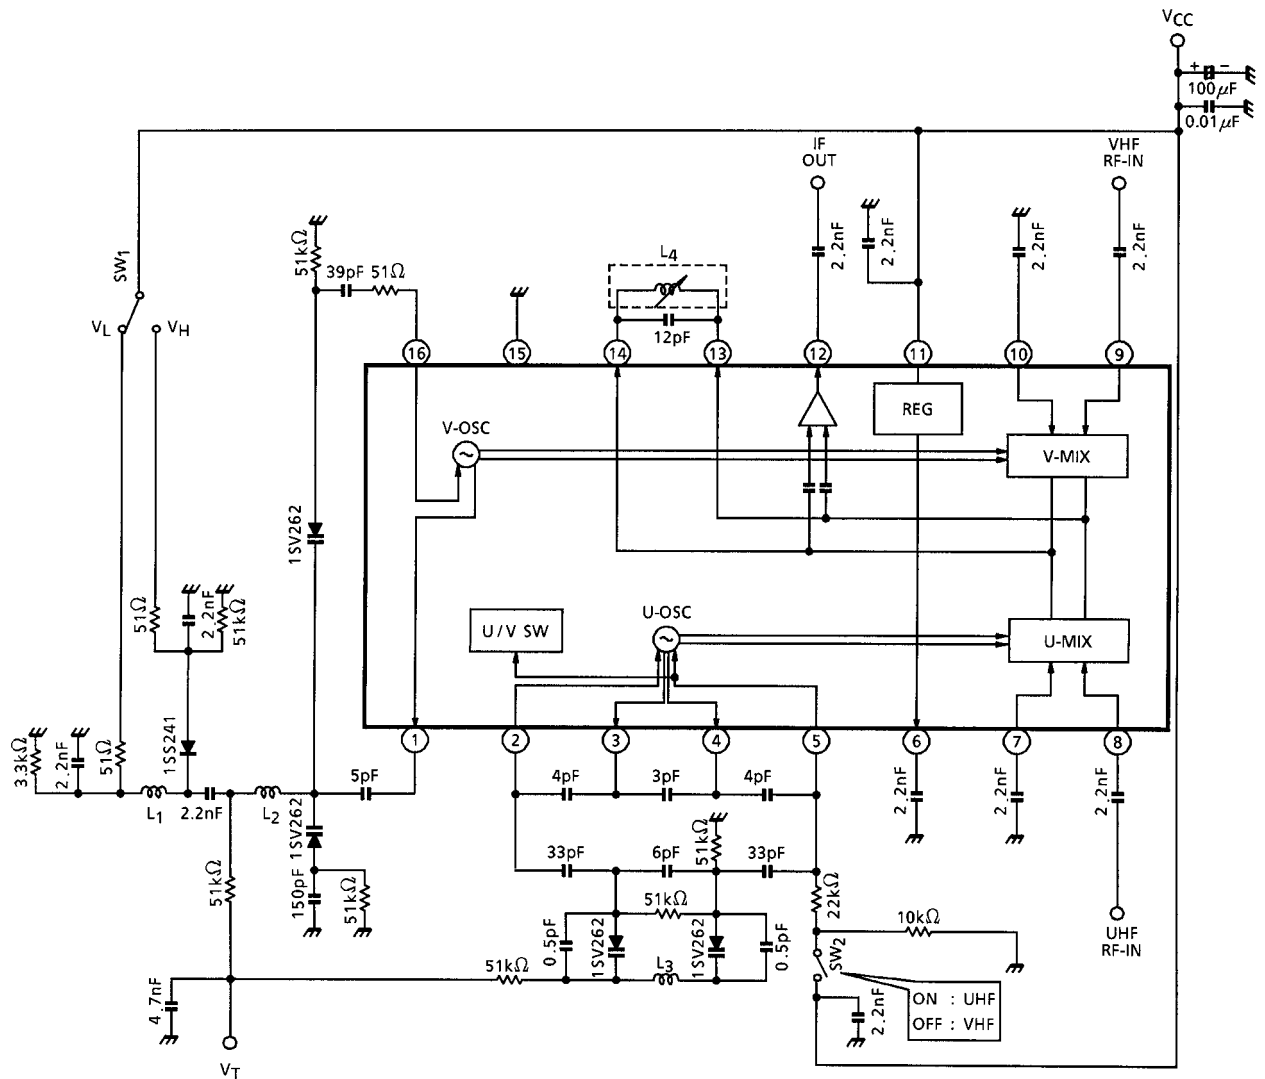 VCC
+ −
100μF
0.01μF
IF
OUT
VHF
RF-IN
2.2nF
2.2nF
2.2nF
2.2nF
SW1
VL
VH
51kΩ
39pF
51Ω
L4
12pF
16
15
14
13
12
11
10
9
REG
V-OSC
~
V-MIX
1SV262
51Ω
2.2nF
51kΩ
U/V SW
U-OSC
~
U-MIX
3.3kΩ
2.2nF
51Ω
1SS241
1
2
3
4
5
6
7
8
5pF
4pF
3pF
4pF
2.2nF
2.2nF
2.2nF
L1
2.2nF
L2
1SV262
33pF
6pF
51kΩ
33pF
51kΩ
150pF
51kΩ
22kΩ
51kΩ
10kΩ
0.5pF
1SV262
1SV262
0.5pF
UHF
RF-IN
SW2
51kΩ
L3
4.7nF
2.2nF
ON : UHF
OFF : VHF
VT